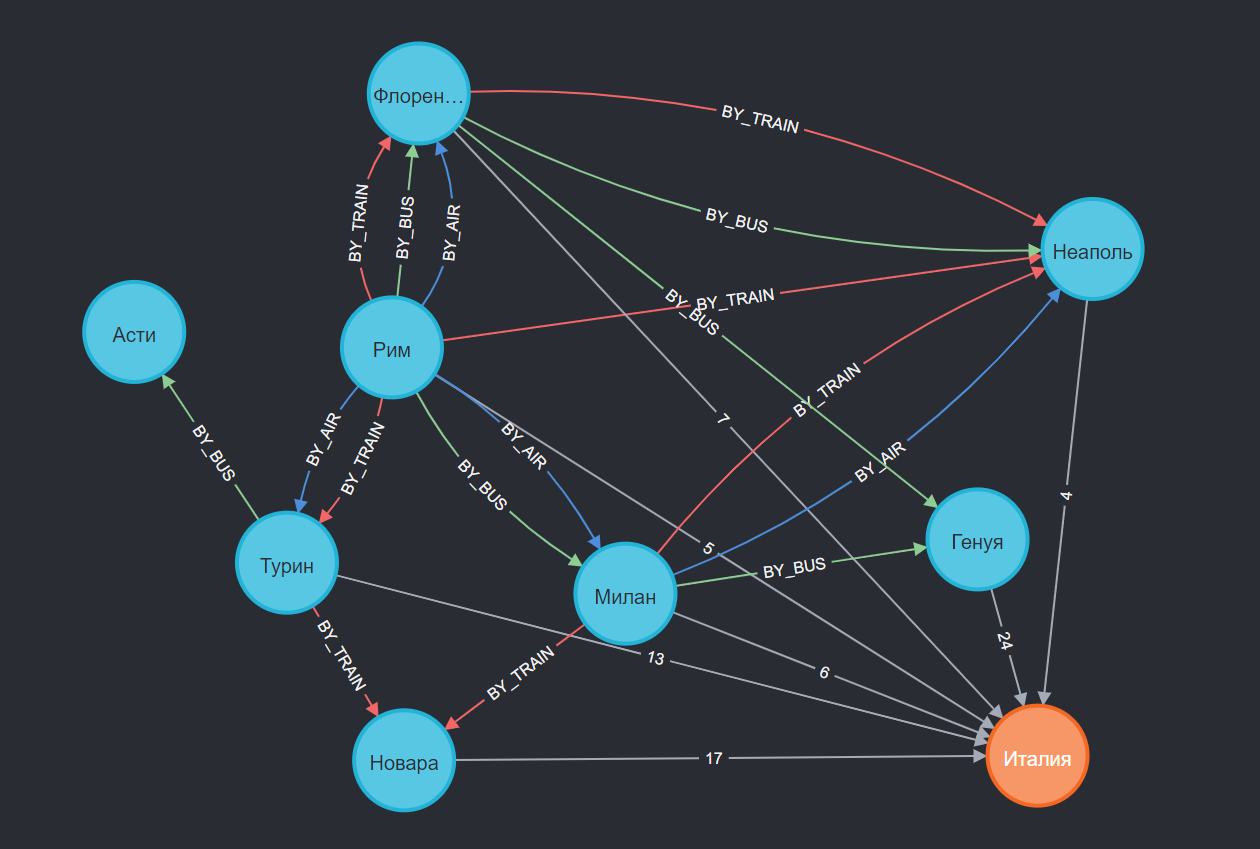 Флорен...
BY_TRAIN
BY_BUS
BY_TRAIN
BY_BUS
BY_AIR
Неаполь
BY_TRAIN
BY_BUS
Асти
Рим
BY_TRAIN
7
BY_AIR
BY_TRAIN
BY_AIR
BY_BUS
BY_BUS
BY_AIR
4
Турин
5
Генуя
BY_BUS
Милан
BY_TRAIN
BY_TRAIN
13
6
24
Новара
17
Италия